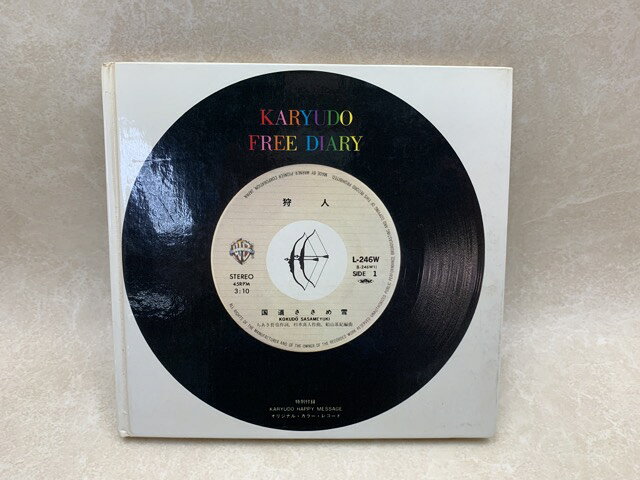 KARYUDO
FREE DIARY
狩人
STEREO
45RPM
3:10
L-246W
SIDE 1
国道ささめ雪
KOKUDŌ SASAMEYUKI
特別付録
KARYUDO HAPPY MESSAGE
オリジナル・カラー・レコード